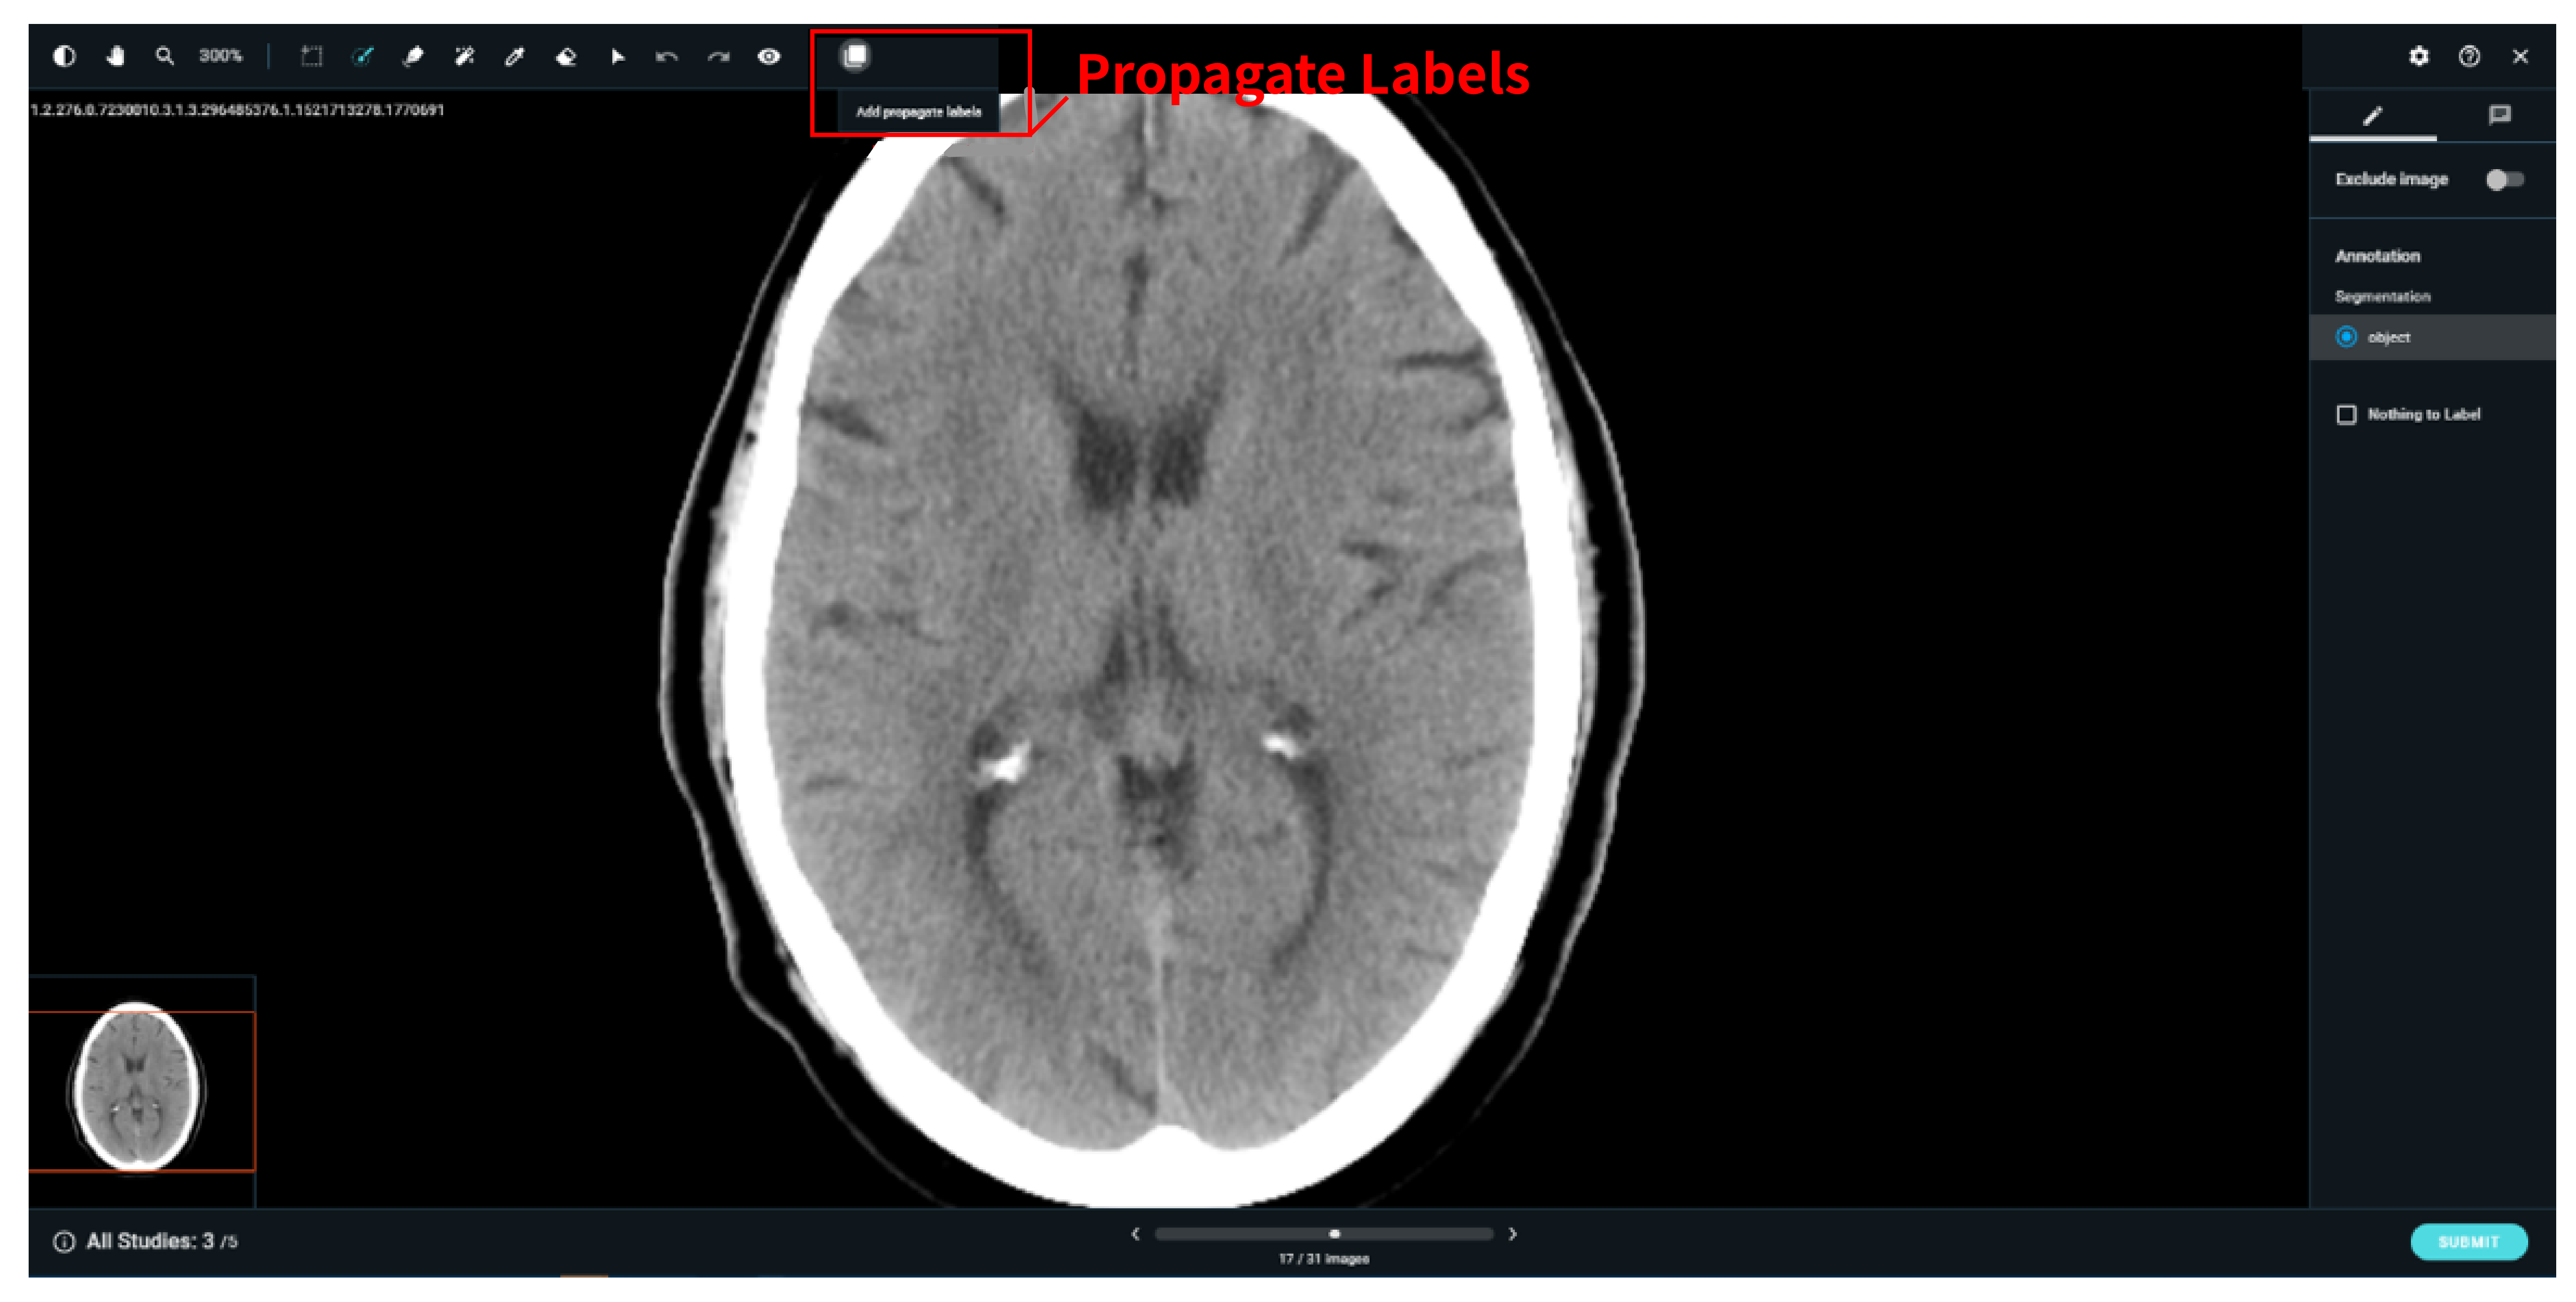 300%
Propagate Labels
1.2.276.0.7230010.3.1.3.296485376.1.1521713278.1770691
Add propagate labels
Exclude image
Annotation
Segmentation
object
Nothing to Label
All Studies: 3 /5
17 / 31 images
SUBMIT